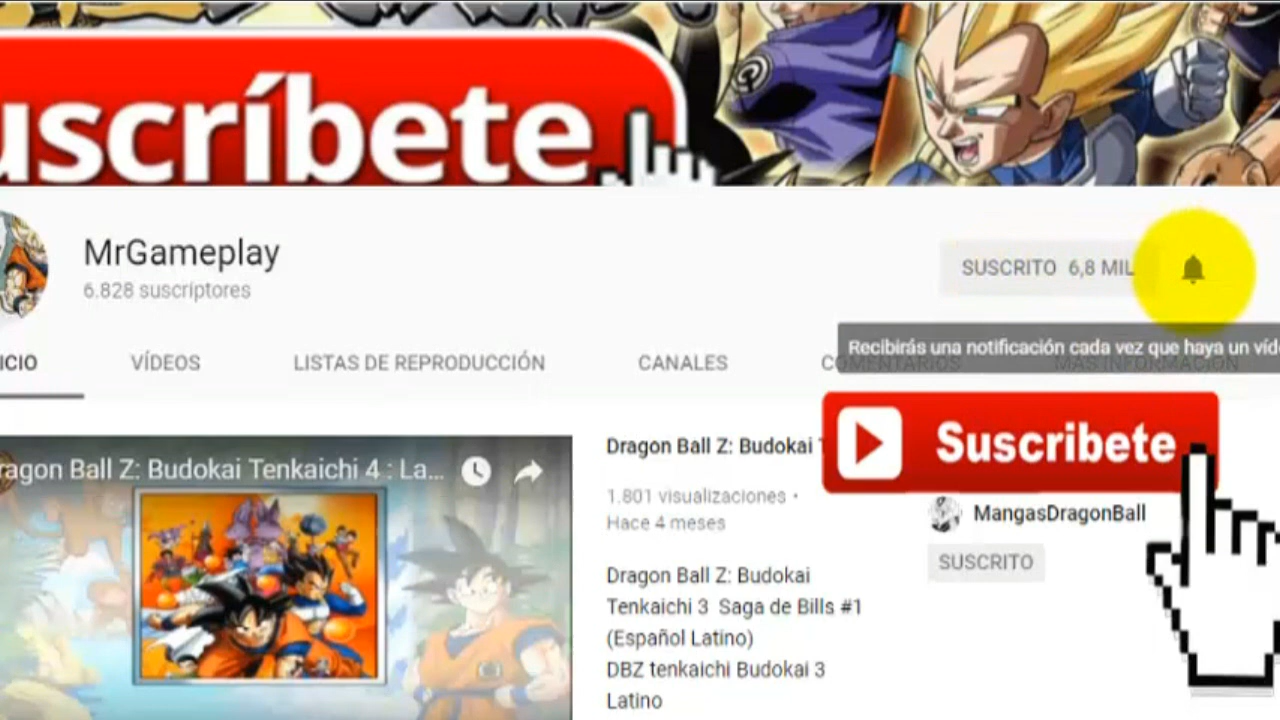 uscríbete
MrGameplay
6.828 suscriptores
SUSCRITO 6,8 MIL
Recibirás una notificación cada vez que haya un víd
ICIO
VÍDEOS
LISTAS DE REPRODUCCIÓN
CANALES
COMENTARIOS
MÁS INFORMACIÓN
Suscribete
ragon Ball Z: Budokai Tenkaichi 4 : La...
Dragon Ball Z: Budokai T
1.801 visualizaciones •
Hace 4 meses
MangasDragonBall
SUSCRITO
Dragon Ball Z: Budokai
Tenkaichi 3 Saga de Bills #1
(Español Latino)
DBZ tenkaichi Budokai 3
Latino